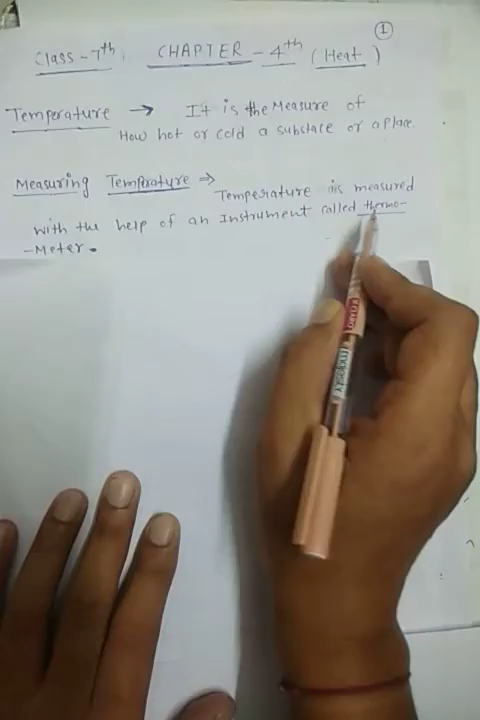 1
Class - 7th. CHAPTER - 4th (Heat)
Temperature → It is the Measure of
How hot or cold a substace or a place.
Measuring Temperature ⇒
Temperature is measured
with the help of an Instrument called thermo-
-Meter.